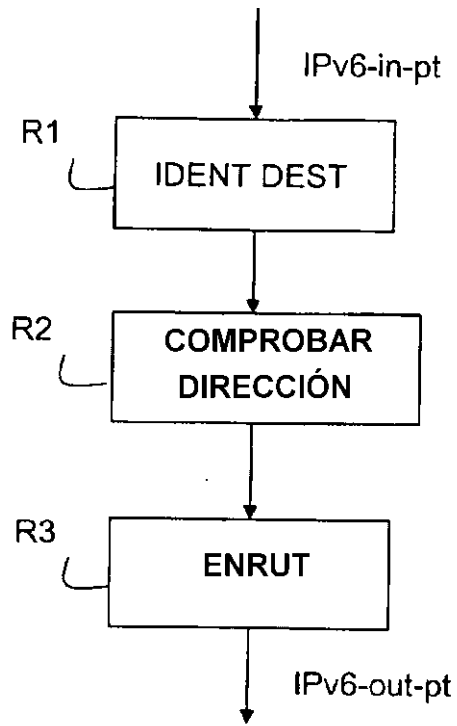 IPv6-in-pt
R1
IDENT DEST
R2
COMPROBAR
DIRECCIÓN
R3
ENRUT
IPv6-out-pt